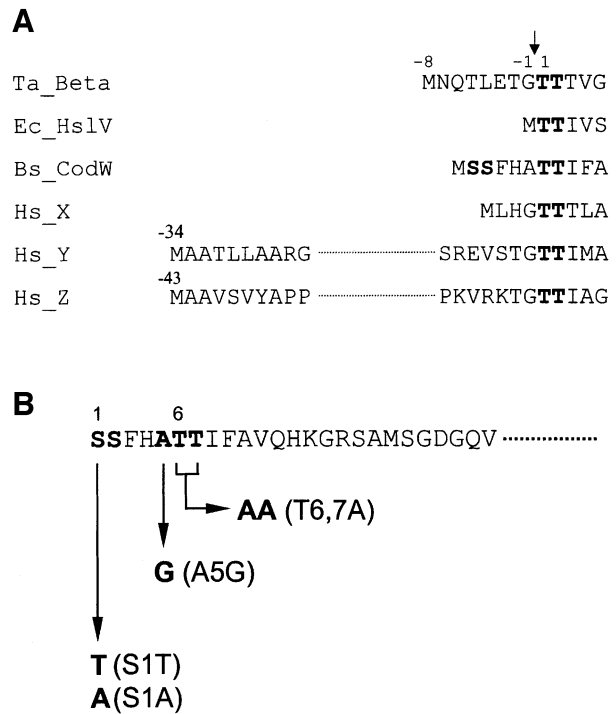 A
-8 -1 1
Ta_Beta MNQTLETGTTTVG
Ec_HslV MTTIVS
Bs_CodW MSSFHATTIFA
Hs_X MLHGTTTLA
-34
Hs_Y MAATLLAARG SREVSTGTTIMA
-43
Hs_Z MAAVSVYAPP PKVRKTGTTIAG
B
1 6
SSFHATTIFAVQHKGRSAMSGDGQV
AA (T6,7A)
G (A5G)
T (S1T)
A (S1A)